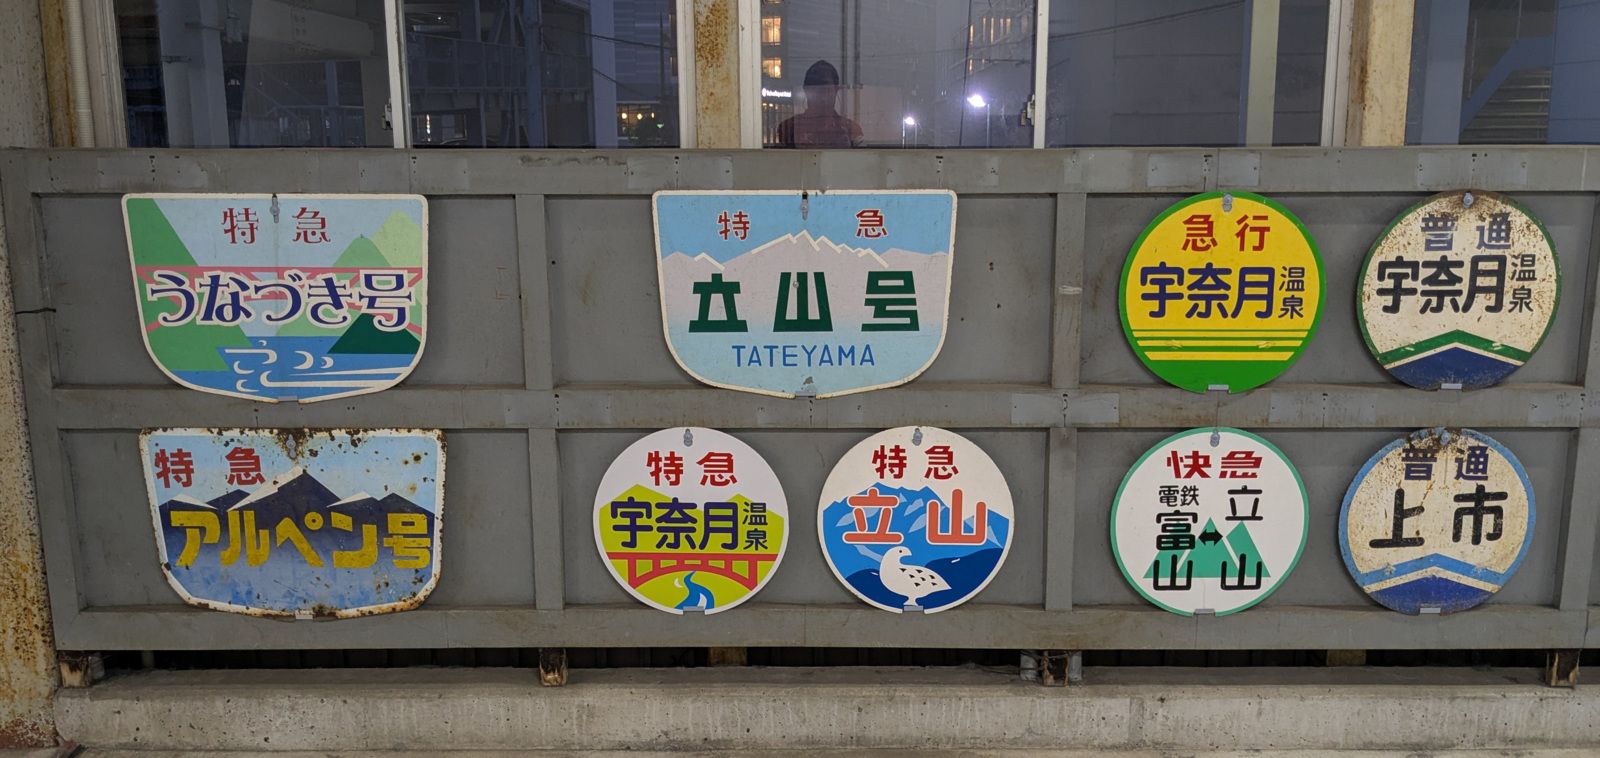 特急
うなづき号
特急
立山号
TATEYAMA
急行
宇奈月温泉
普通
宇奈月温泉
特急
アルペン号
特急
宇奈月温泉
特急
立山
快急
電鉄富山↔立山
普通
上市